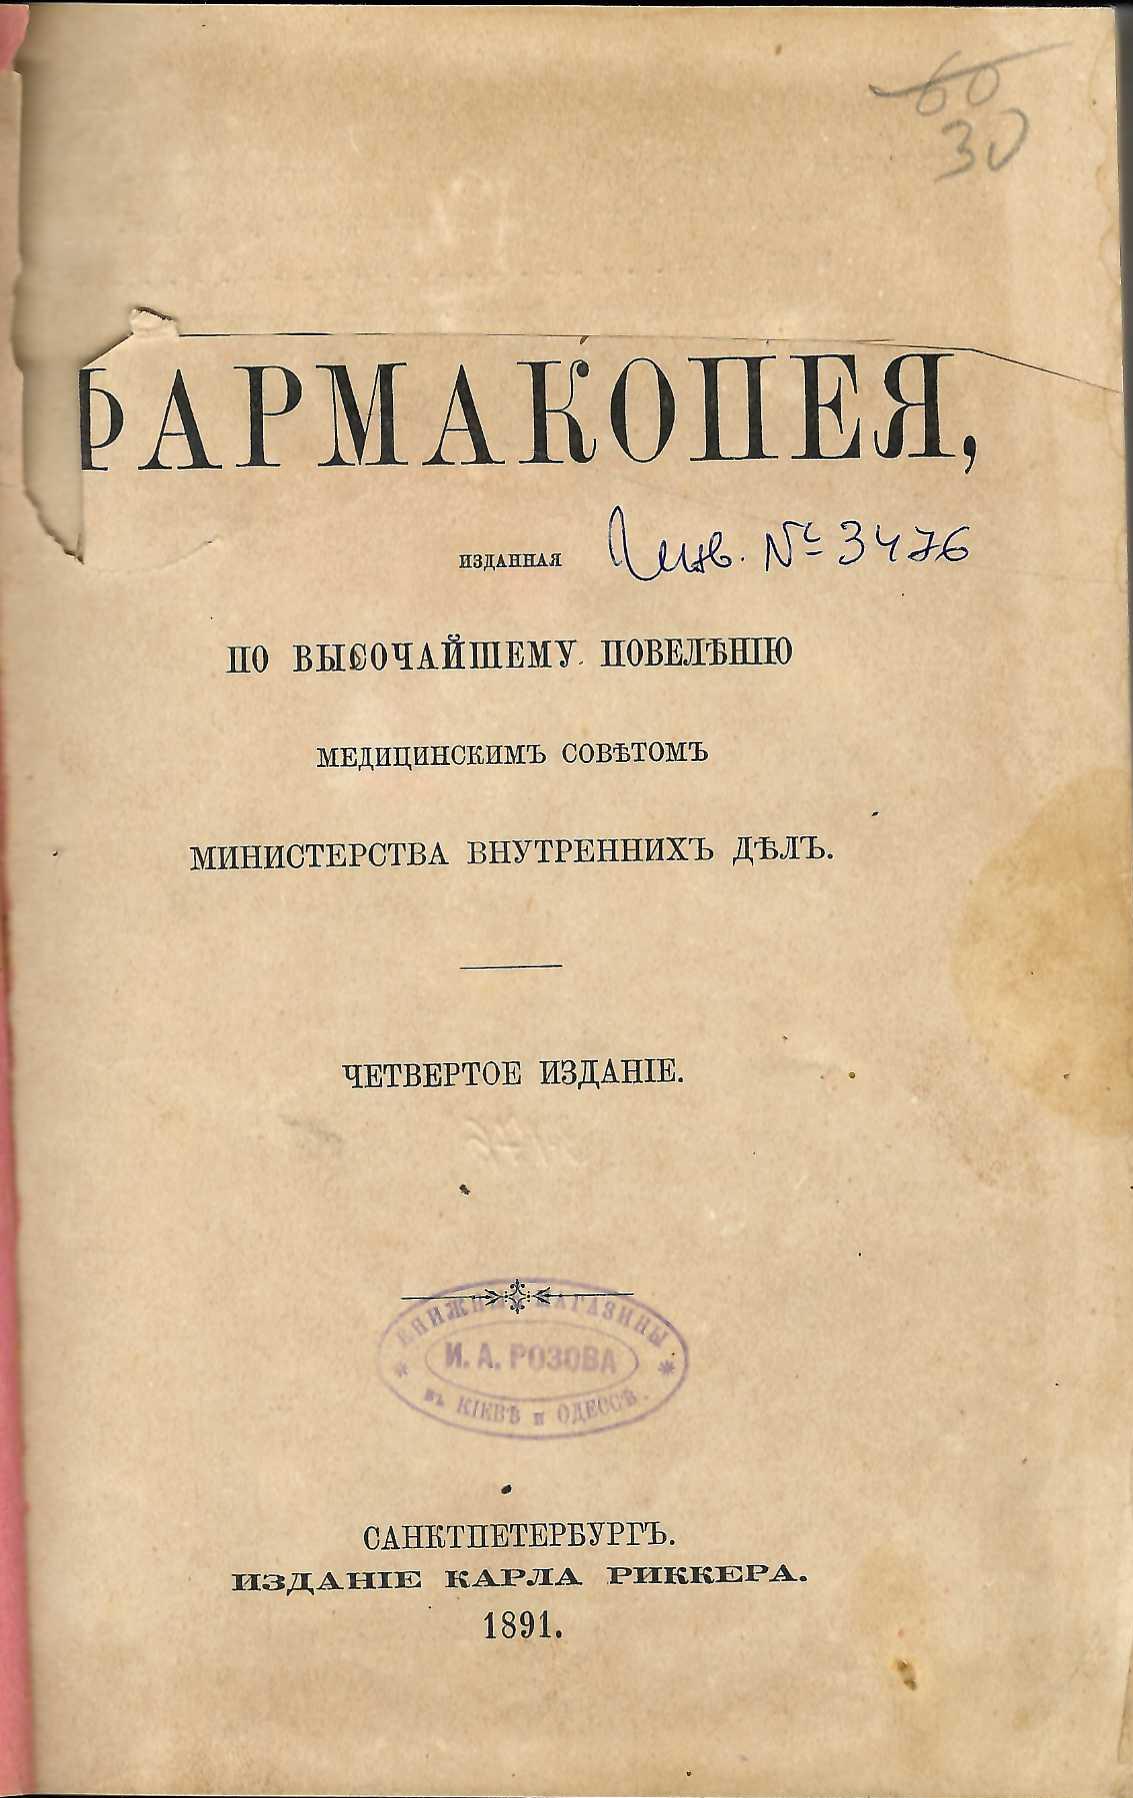 60
30
ФАРМАКОПЕЯ,
ИЗДАННАЯ
Инв. № 3476
ПО ВЫСОЧАЙШЕМУ ПОВЕЛѢНІЮ
МЕДИЦИНСКИМЪ СОВѢТОМЪ
МИНИСТЕРСТВА ВНУТРЕННИХЪ ДѢЛЪ.
ЧЕТВЕРТОЕ ИЗДАНІЕ.
КНИЖНЫЕ МАГАЗИНЫ
И. А. РОЗОВА
въ КІЕВѢ и ОДЕССѢ.
САНКТПЕТЕРБУРГЪ.
ИЗДАНІЕ КАРЛА РИККЕРА.
1891.